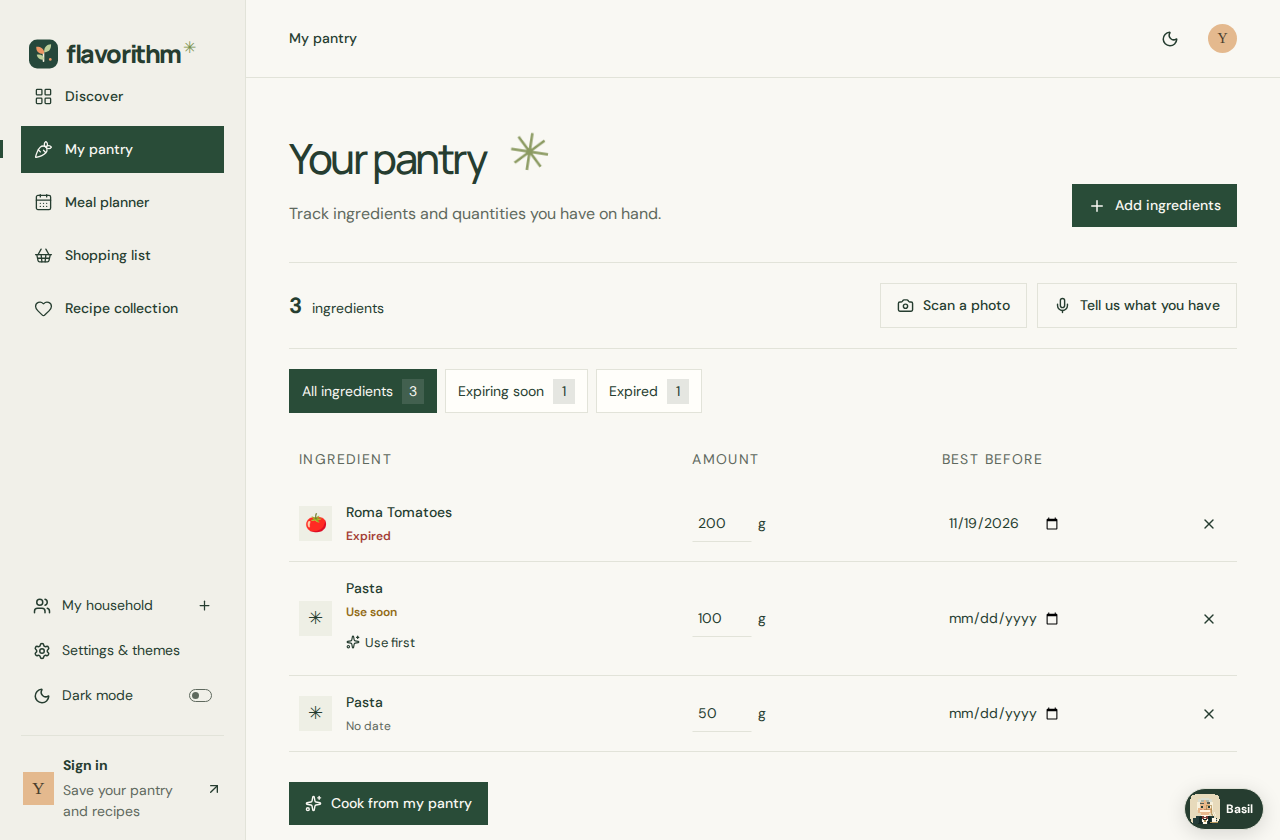 flavorithm
Discover
My pantry
Meal planner
Shopping list
Recipe collection
My household
Settings & themes
Dark mode
Y
Sign in
Save your pantry
and recipes
My pantry
Y
Your pantry
Track ingredients and quantities you have on hand.
Add ingredients
3 ingredients
Scan a photo
Tell us what you have
All ingredients 3
Expiring soon 1
Expired 1
INGREDIENT AMOUNT BEST BEFORE
Roma Tomatoes
Expired
200 g
11/19/2026
Pasta
Use soon
Use first
100 g
mm/dd/yyyy
Pasta
No date
50 g
mm/dd/yyyy
Cook from my pantry
Basil